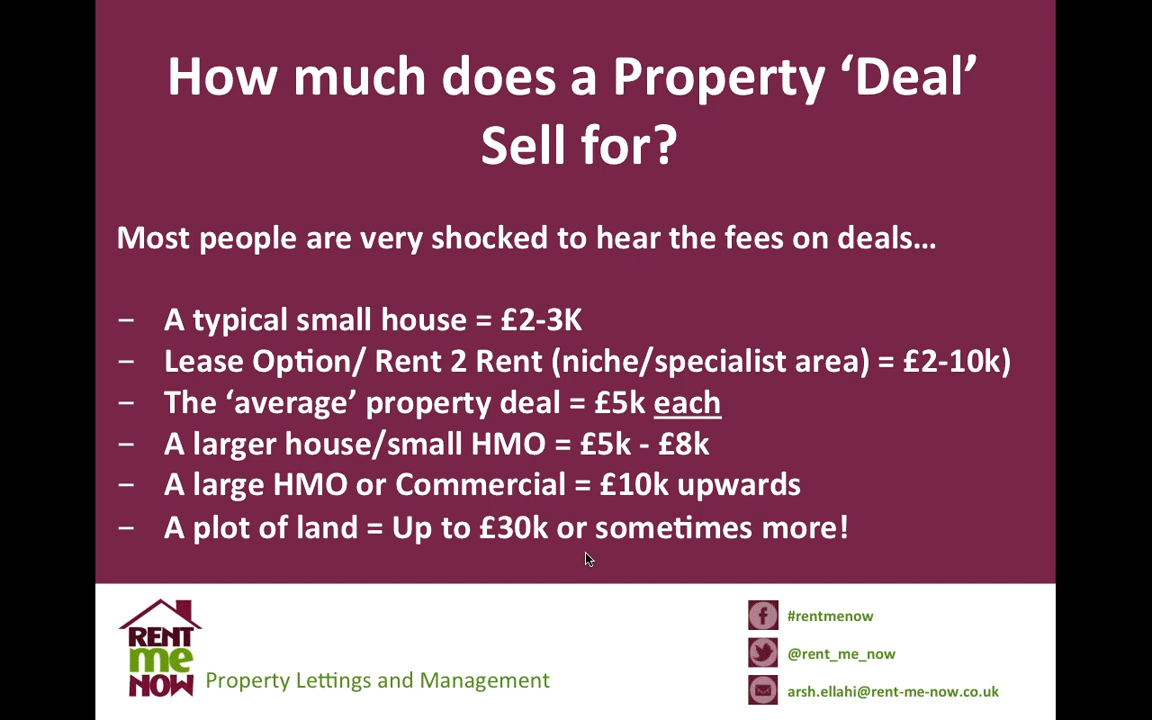 How much does a Property ‘Deal’
Sell for?
Most people are very shocked to hear the fees on deals…
– A typical small house = £2-3K
– Lease Option/ Rent 2 Rent (niche/specialist area) = £2-10k)
– The ‘average’ property deal = £5k each
– A larger house/small HMO = £5k - £8k
– A large HMO or Commercial = £10k upwards
– A plot of land = Up to £30k or sometimes more!
RENT
me
NOW
Property Lettings and Management
#rentmenow
@rent_me_now
arsh.ellahi@rent-me-now.co.uk